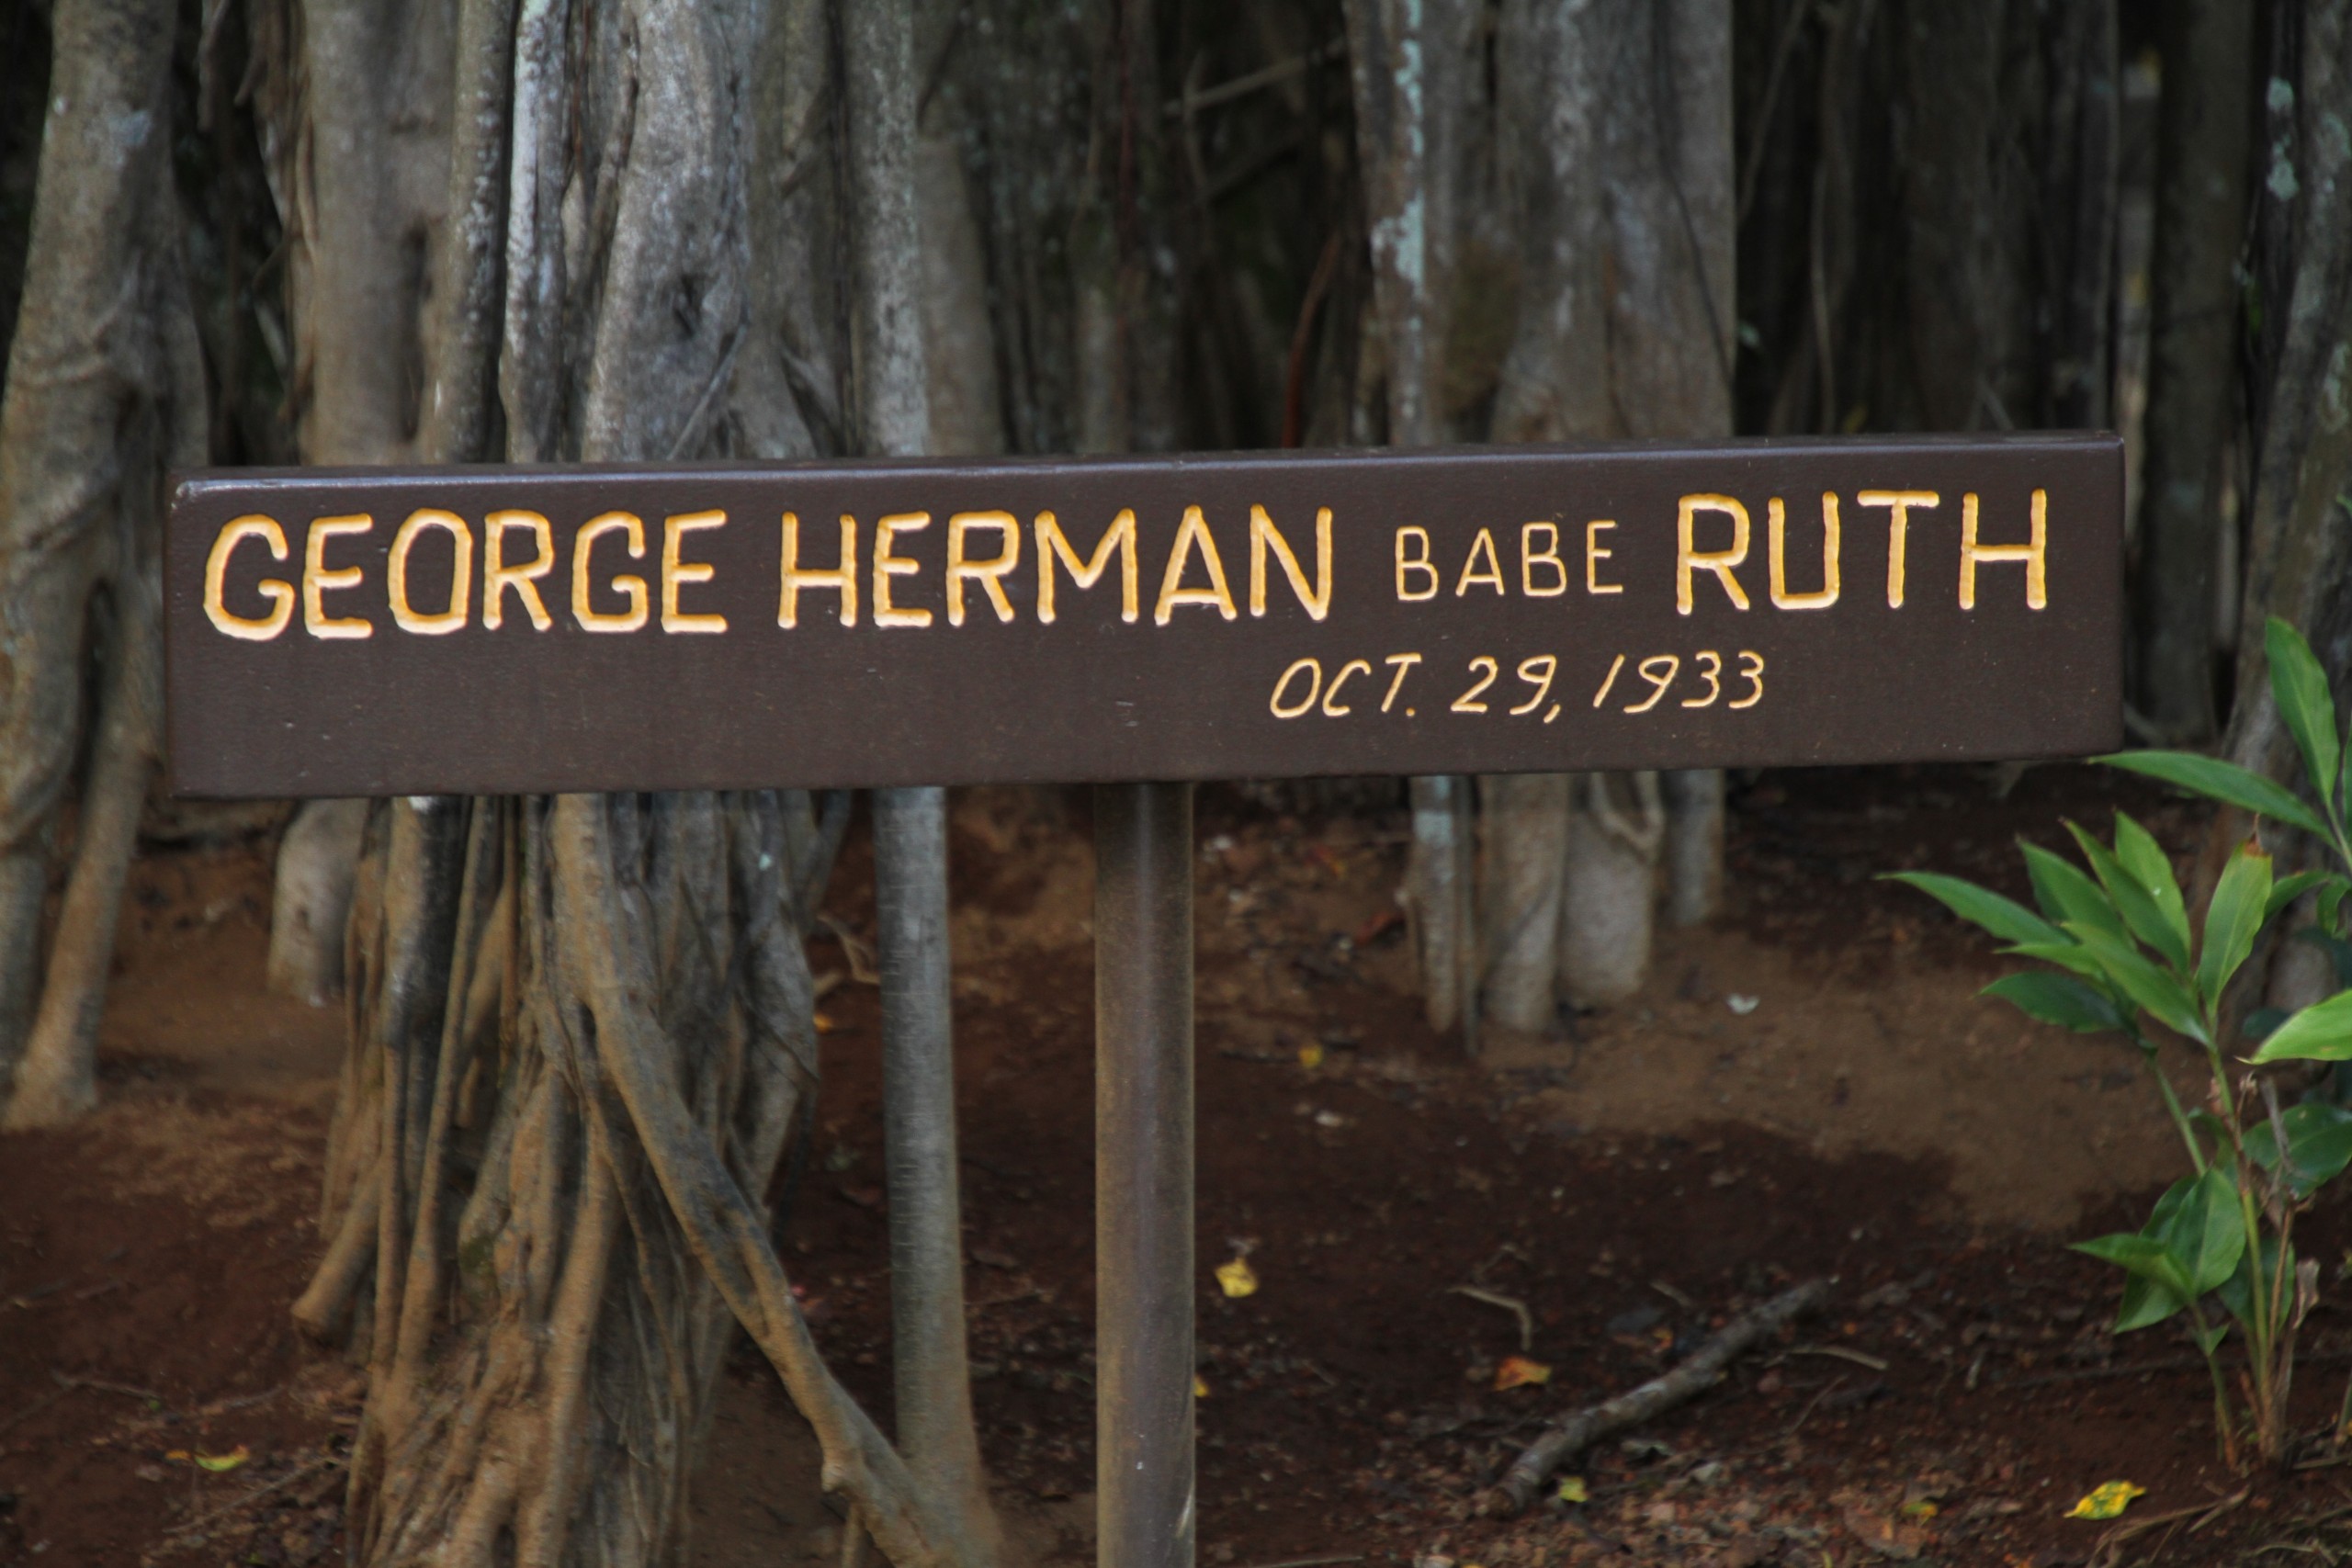 GEORGE HERMAN BABE RUTH
OCT. 29, 1933